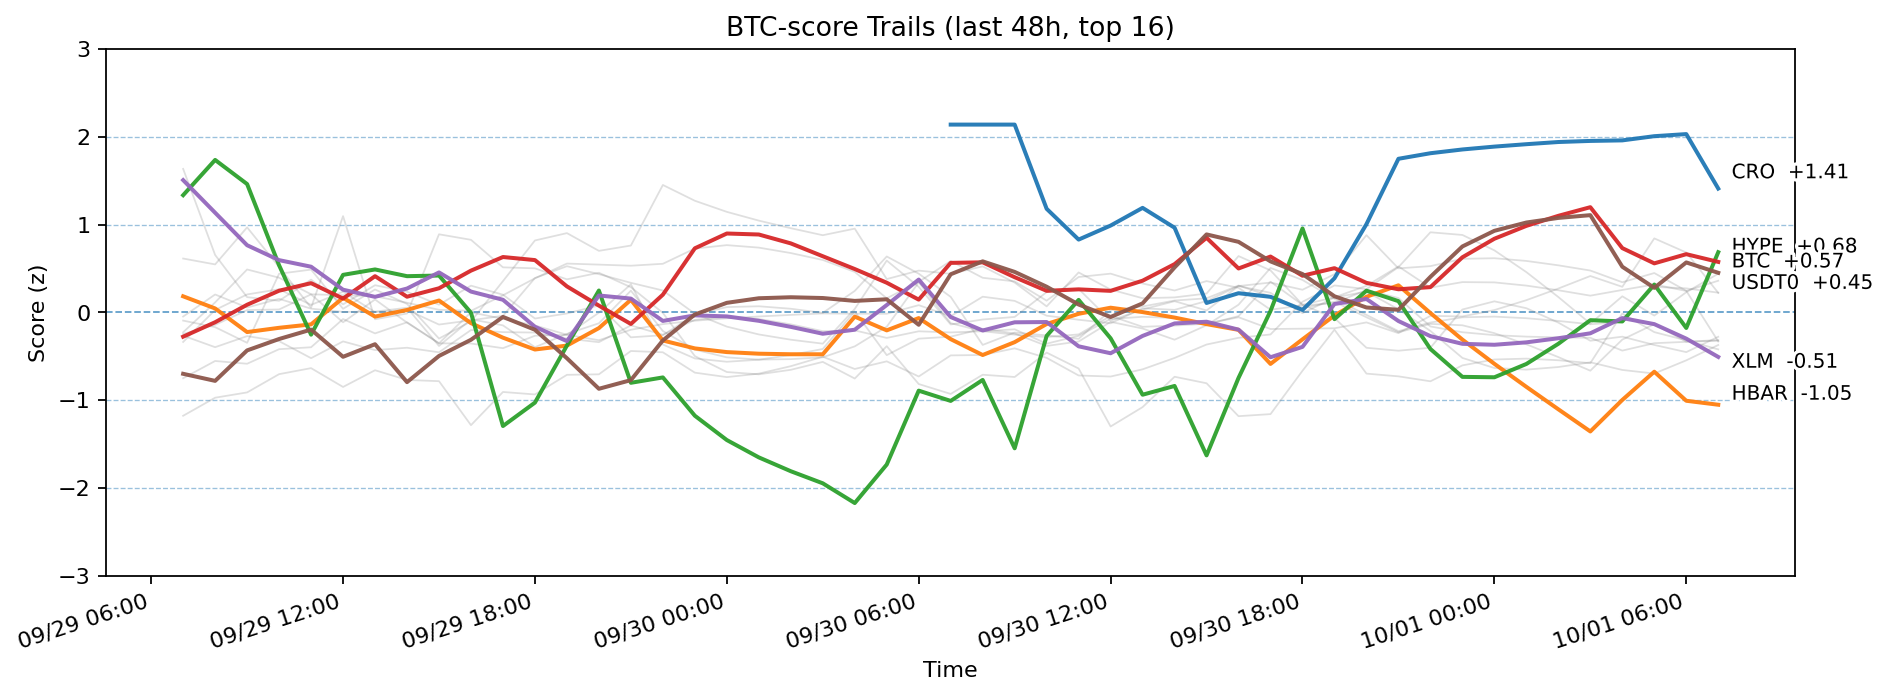 BTC-score Trails (last 48h, top 16)
Score (z)
3
2
1
0
−1
−2
−3
CRO +1.41
HYPE +0.68
BTC +0.57
USDT0 +0.45
XLM -0.51
HBAR -1.05
09/29 06:00
09/29 12:00
09/29 18:00
09/30 00:00
09/30 06:00
09/30 12:00
09/30 18:00
10/01 00:00
10/01 06:00
Time